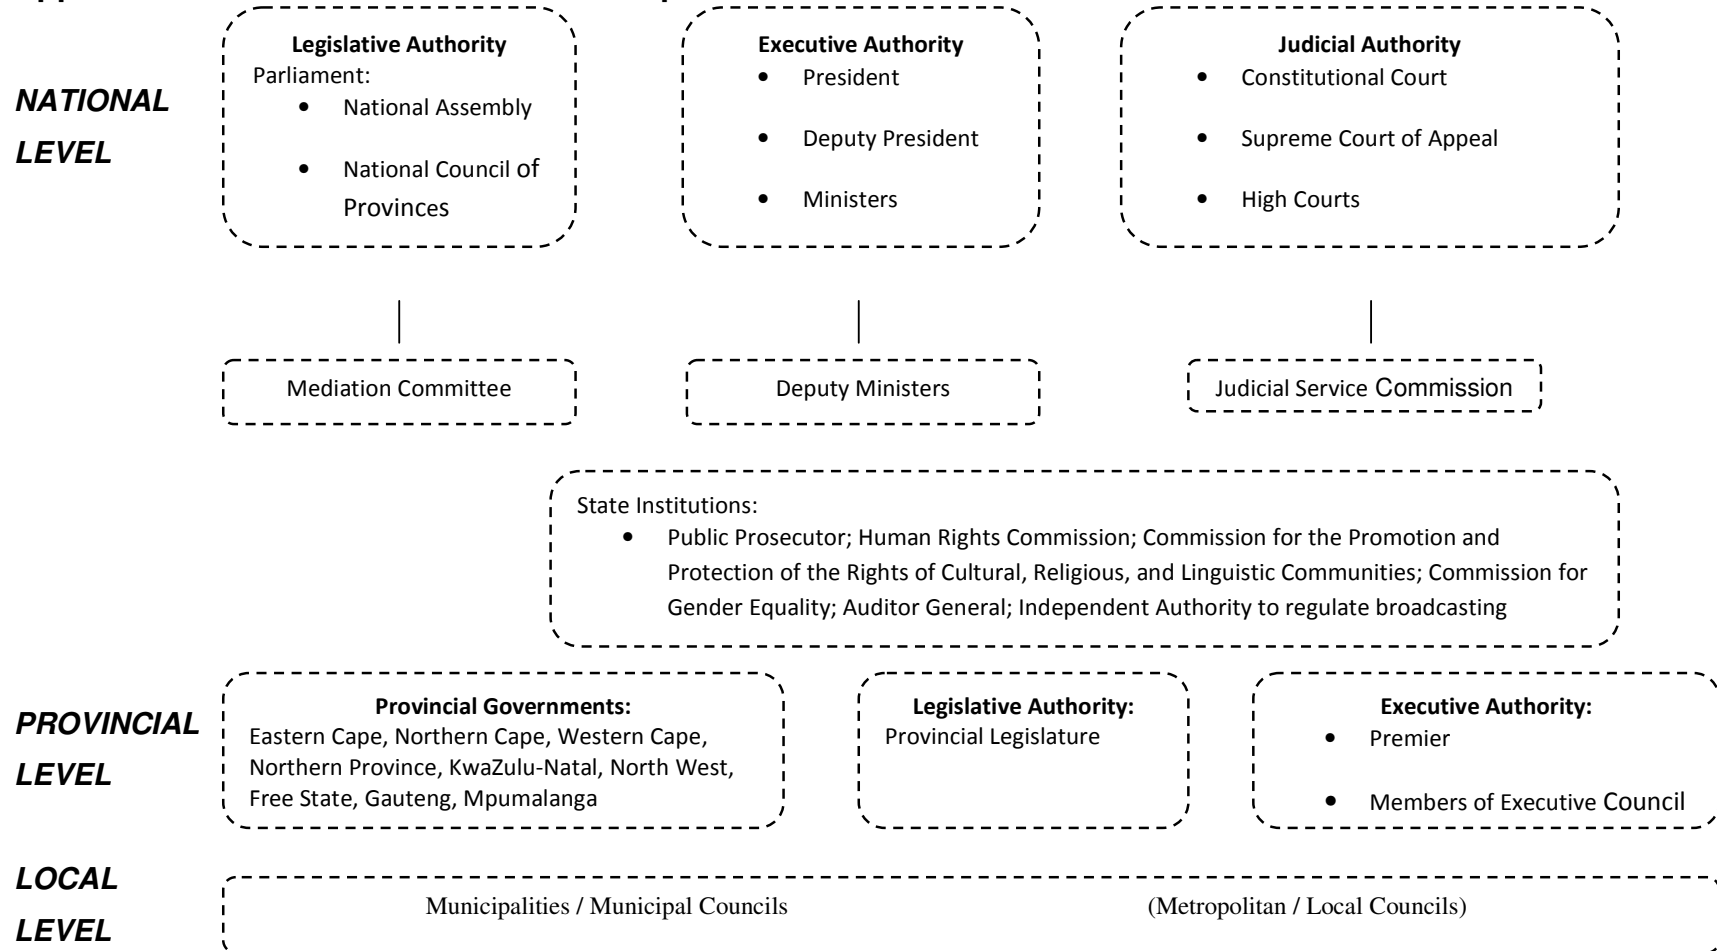 NATIONAL
LEVEL
Legislative Authority
Parliament:
• National Assembly
• National Council of
Provinces
Executive Authority
• President
• Deputy President
• Ministers
Judicial Authority
• Constitutional Court
• Supreme Court of Appeal
• High Courts
Mediation Committee
Deputy Ministers
Judicial Service Commission
State Institutions:
• Public Prosecutor; Human Rights Commission; Commission for the Promotion and
Protection of the Rights of Cultural, Religious, and Linguistic Communities; Commission for
Gender Equality; Auditor General; Independent Authority to regulate broadcasting
PROVINCIAL
LEVEL
Provincial Governments:
Eastern Cape, Northern Cape, Western Cape,
Northern Province, KwaZulu-Natal, North West,
Free State, Gauteng, Mpumalanga
Legislative Authority:
Provincial Legislature
Executive Authority:
• Premier
• Members of Executive Council
LOCAL
LEVEL
Municipalities / Municipal Councils (Metropolitan / Local Councils)